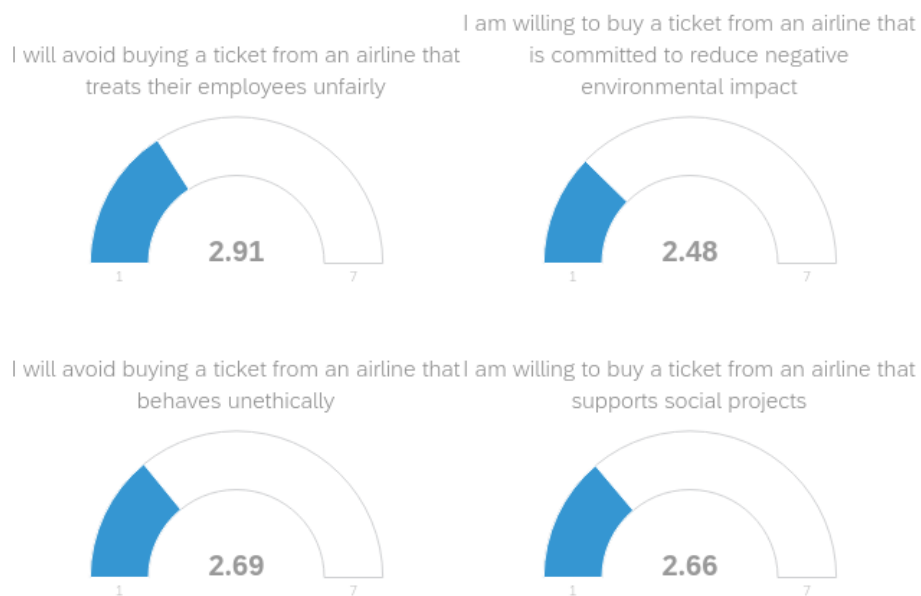 I will avoid buying a ticket from an airline that
treats their employees unfairly
2.91
1
7
I am willing to buy a ticket from an airline that
is committed to reduce negative
environmental impact
2.48
1
7
I will avoid buying a ticket from an airline that
behaves unethically
2.69
1
7
I am willing to buy a ticket from an airline that
supports social projects
2.66
1
7